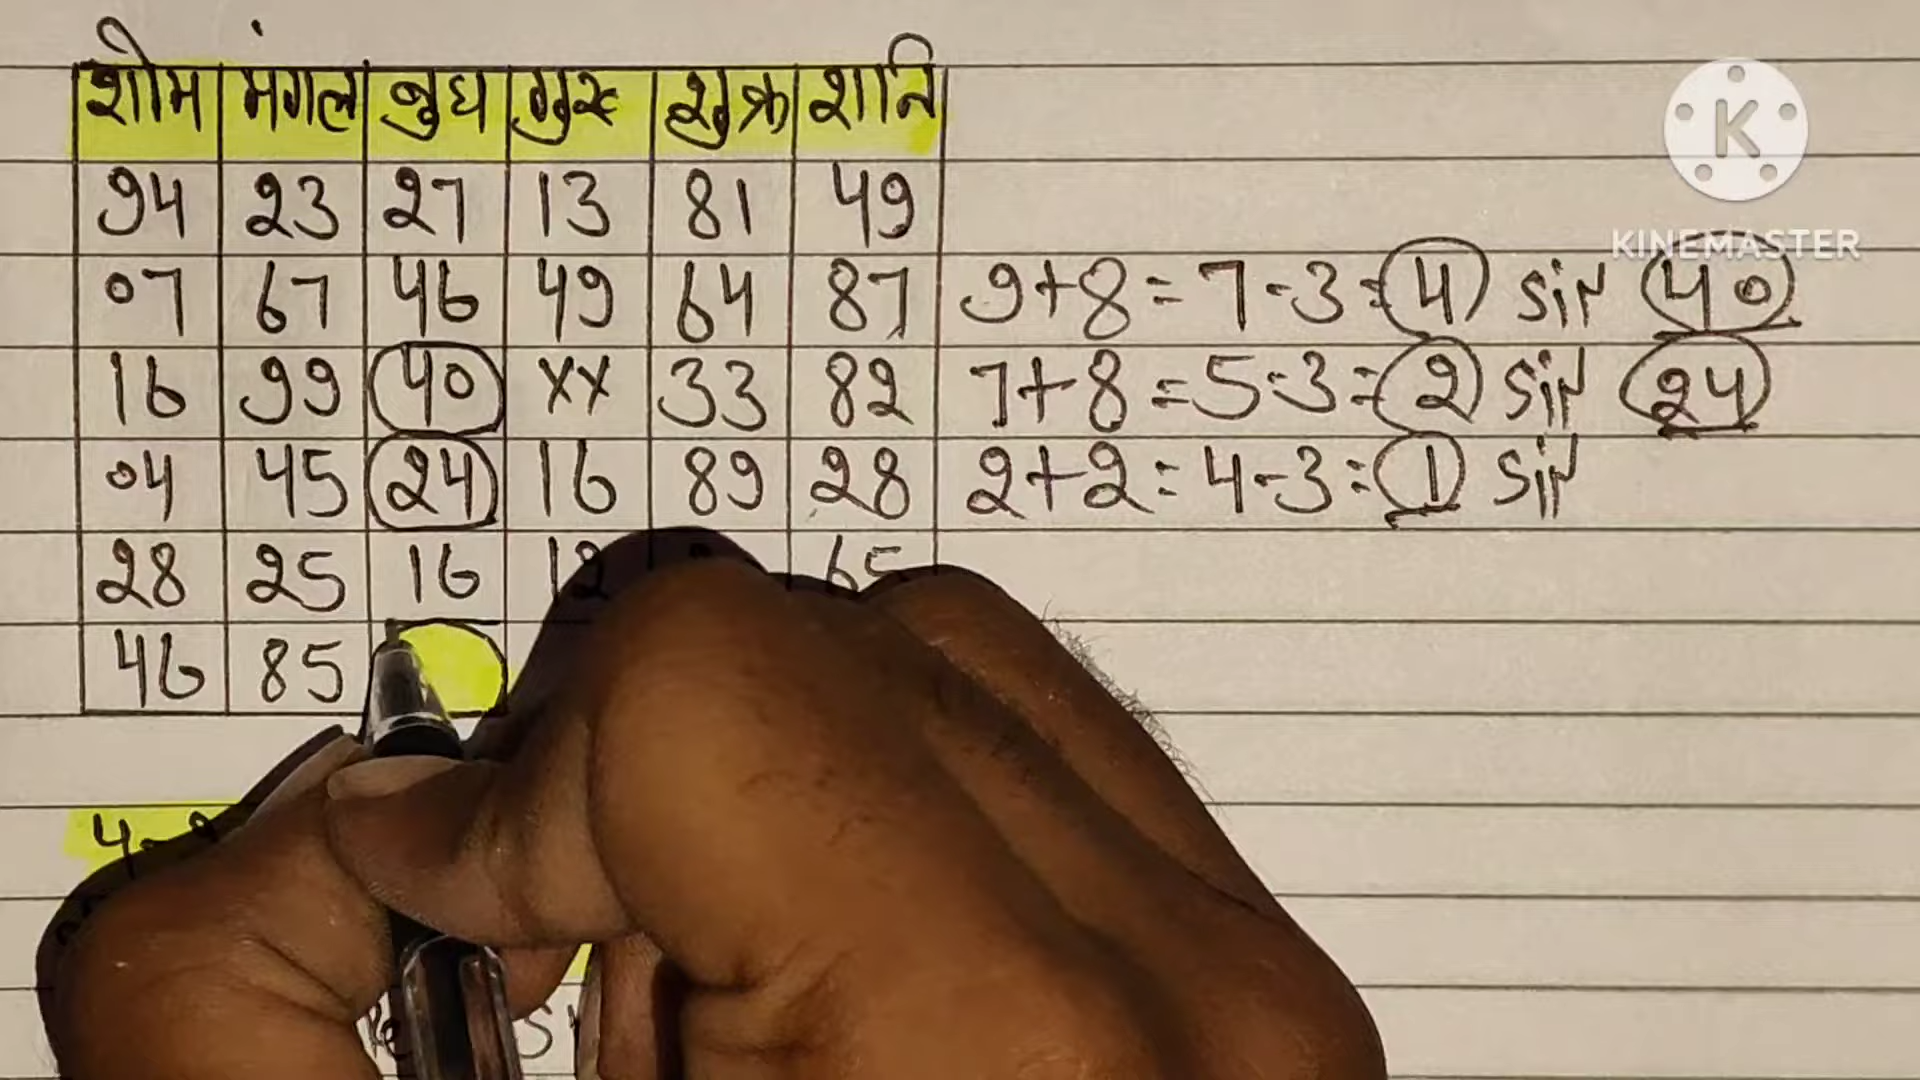 शोम मंगल बुध गुरू शुक्र शनि
94 23 27 13 81 49
07 67 46 49 64 87 9+8=7-3=4 sir 40
16 99 40 xx 33 82 7+8=5-3=2 sir 24
04 45 24 16 89 28 2+2=4-3=1 sir
28 25 16 12 65
46 85
K
KINEMASTER